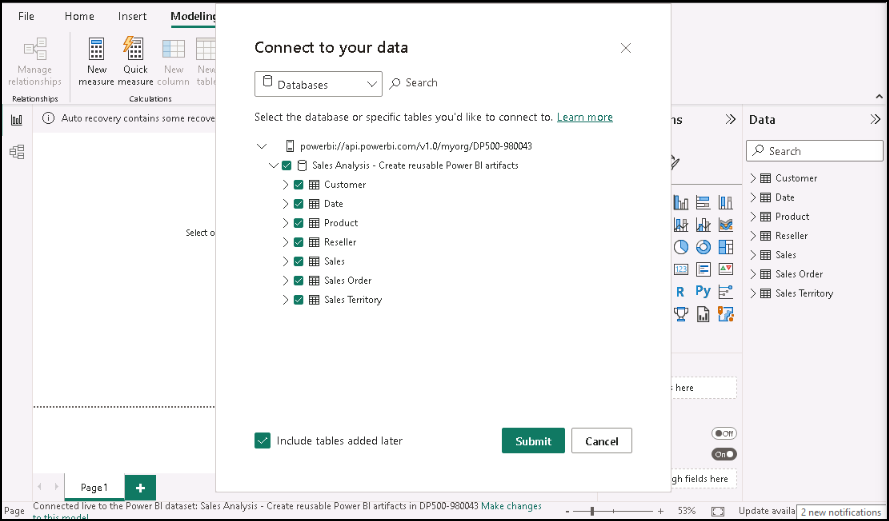 File Home Insert Modeling
Manage relationships
New measure
Quick measure
New column
New table
Relationships
Calculations
Auto recovery contains some recove
Select o
Page 1
Connect to your data
Databases
Search
Select the database or specific tables you'd like to connect to. Learn more
powerbi://api.powerbi.com/v1.0/myorg/DP500-980043
Sales Analysis - Create reusable Power BI artifacts
Customer
Date
Product
Reseller
Sales
Sales Order
Sales Territory
Include tables added later
Submit
Cancel
ns
123
R Py
s here
Off
On
gh fields here
Data
Search
Customer
Date
Product
Reseller
Sales
Sales Order
Sales Territory
Page
Connected live to the Power BI dataset: Sales Analysis - Create reusable Power BI artifacts in DP500-980043 Make changes
to this model
- + 53%
Update availa
2 new notifications